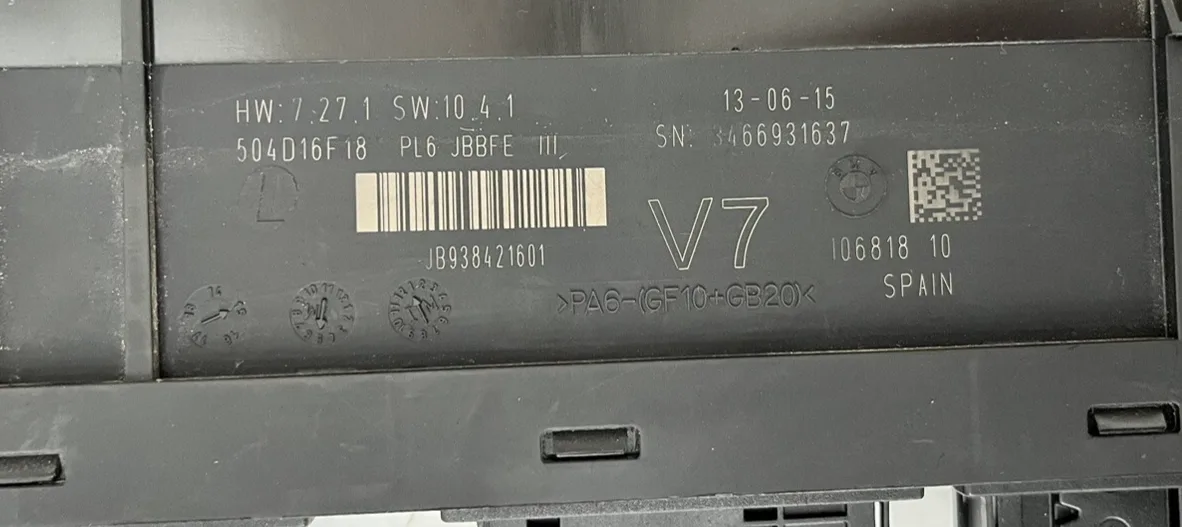 HW:7.27.1 SW:10.4.1
13-06-15
504D16F18 PL6 JBBFE III
SN: 3466931637
BMW
JB938421601
V7
106818 10
SPAIN
>PA6-(GF10+GB20)<